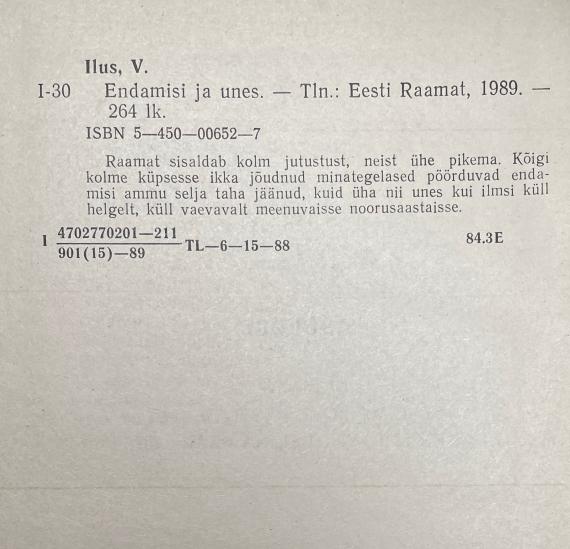 Ilus, V.
I-30 Endamisi ja unes. — Tln.: Eesti Raamat, 1989. —
264 lk.
ISBN 5—450—00652—7
Raamat sisaldab kolm jutustust, neist ühe pikema. Kõigi
kolme küpsesse ikka jõudnud minategelased pöörduvad enda-
misi ammu selja taha jäänud, kuid üha nii unes kui ilmsi küll
helgelt, küll vaevavalt meenuvaisse noorusaastaisse.
I 4702770201—211
901(15)—89 TL—6—15—88 84.3E